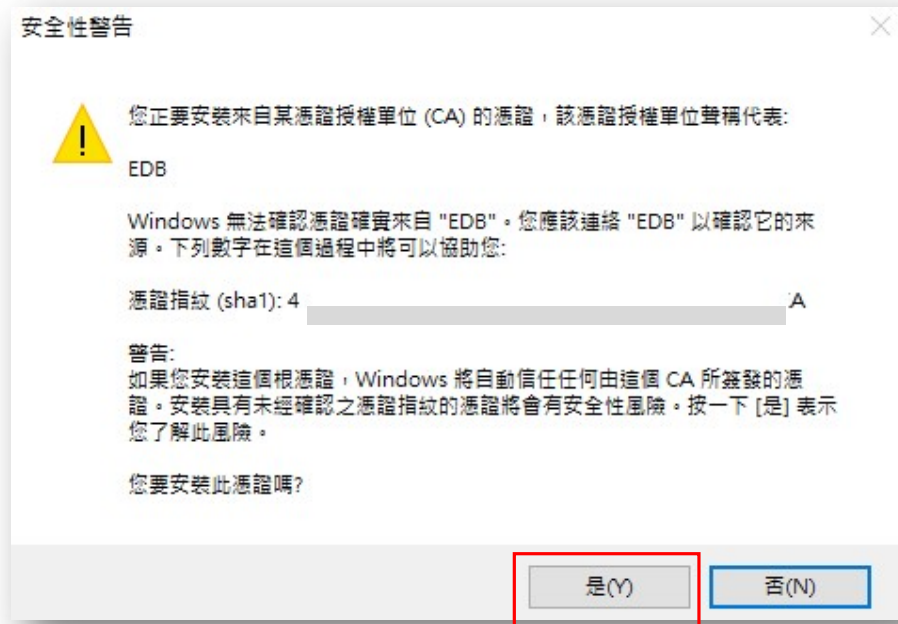 安全性警告
您正要安裝來自某憑證授權單位 (CA) 的憑證，該憑證授權單位聲稱代表:
EDB
Windows 無法確認憑證確實來自 "EDB"。您應該連絡 "EDB" 以確認它的來
源。下列數字在這個過程中將可以協助您:
憑證指紋 (sha1): 4 A
警告:
如果您安裝這個根憑證，Windows 將自動信任任何由這個 CA 所簽發的憑
證。安裝具有未經確認之憑證指紋的憑證將會有安全性風險。按一下 [是] 表示
您了解此風險。
您要安裝此憑證嗎?
是(Y) 否(N)